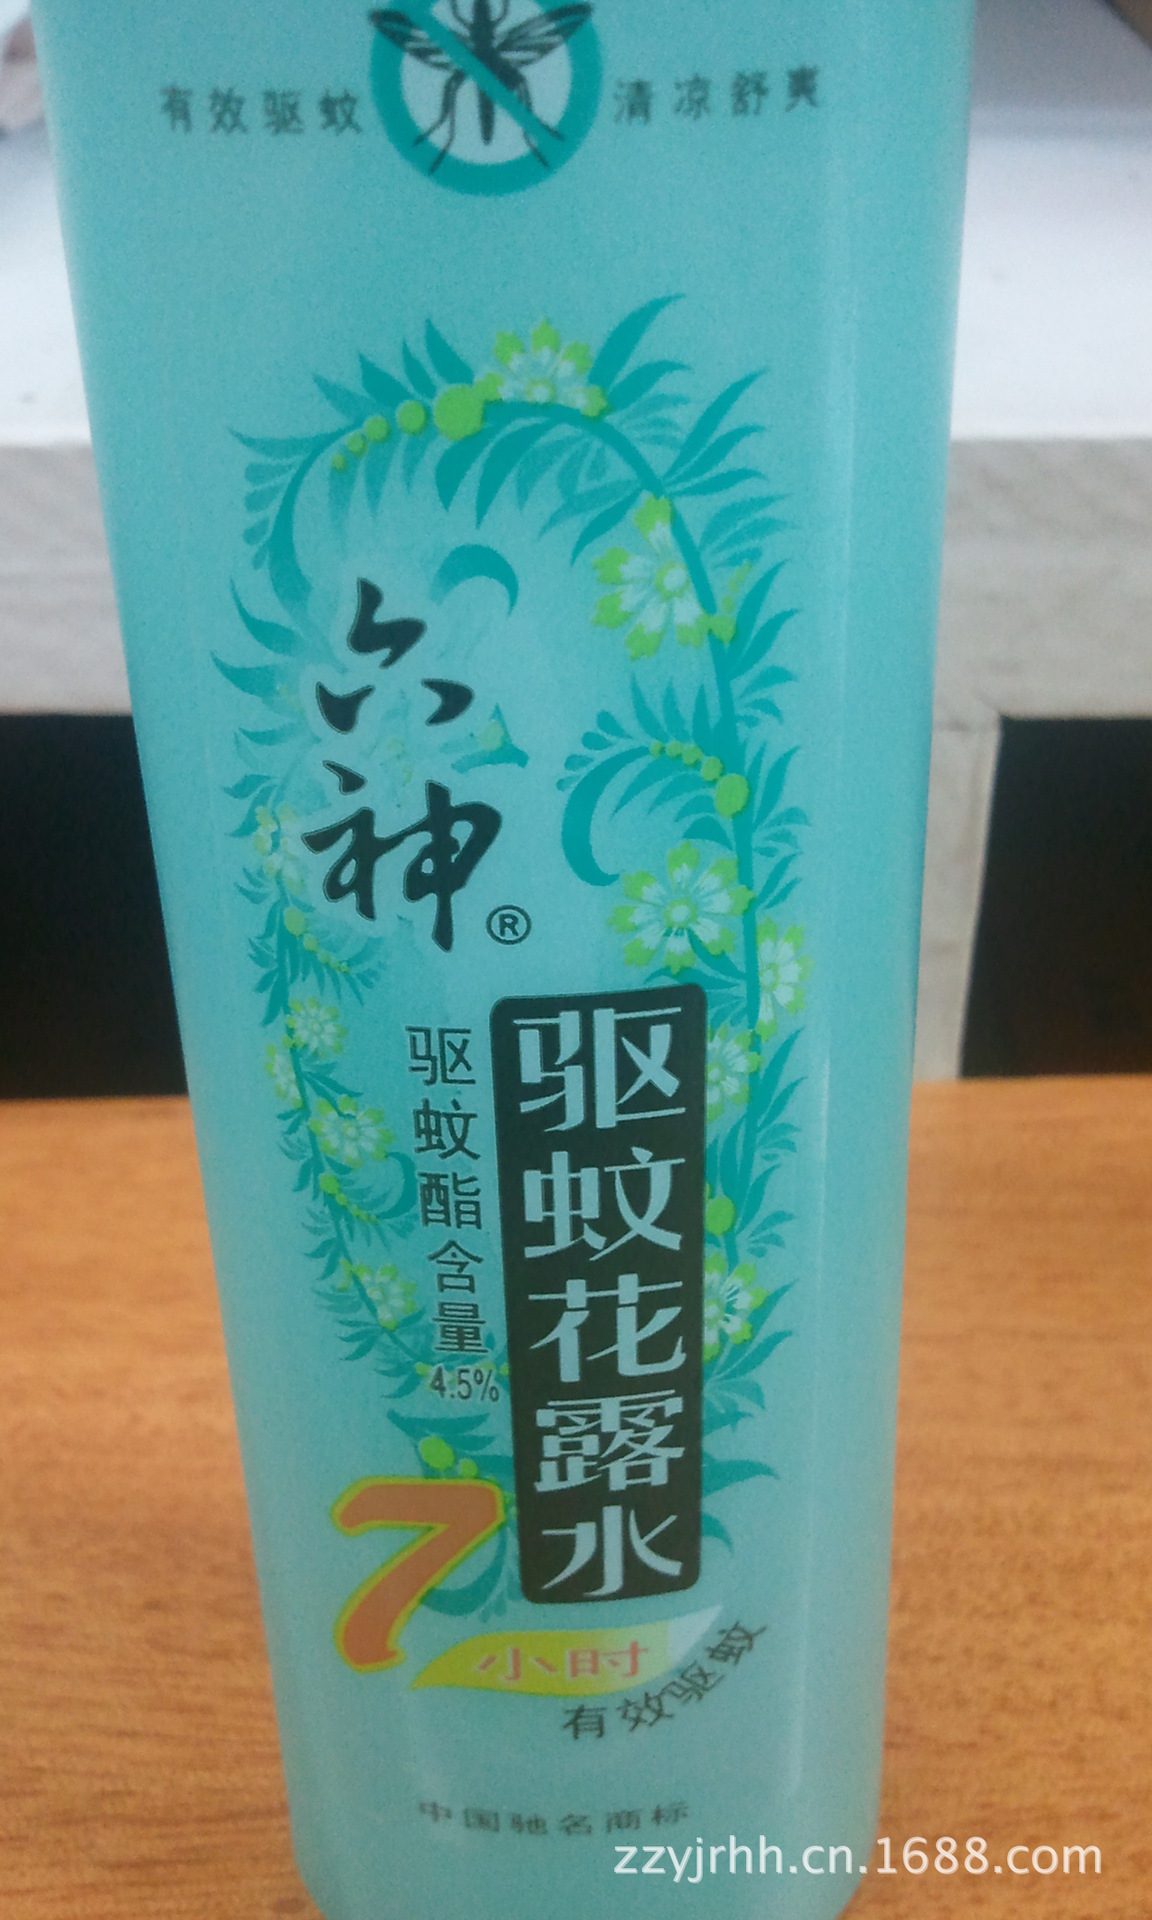 有效驱蚊 清凉舒爽
六神®
驱蚊花露水
驱蚊酯含量4.5%
7小时
有效驱蚊
中国驰名商标
zzyjrhh.cn.1688.com